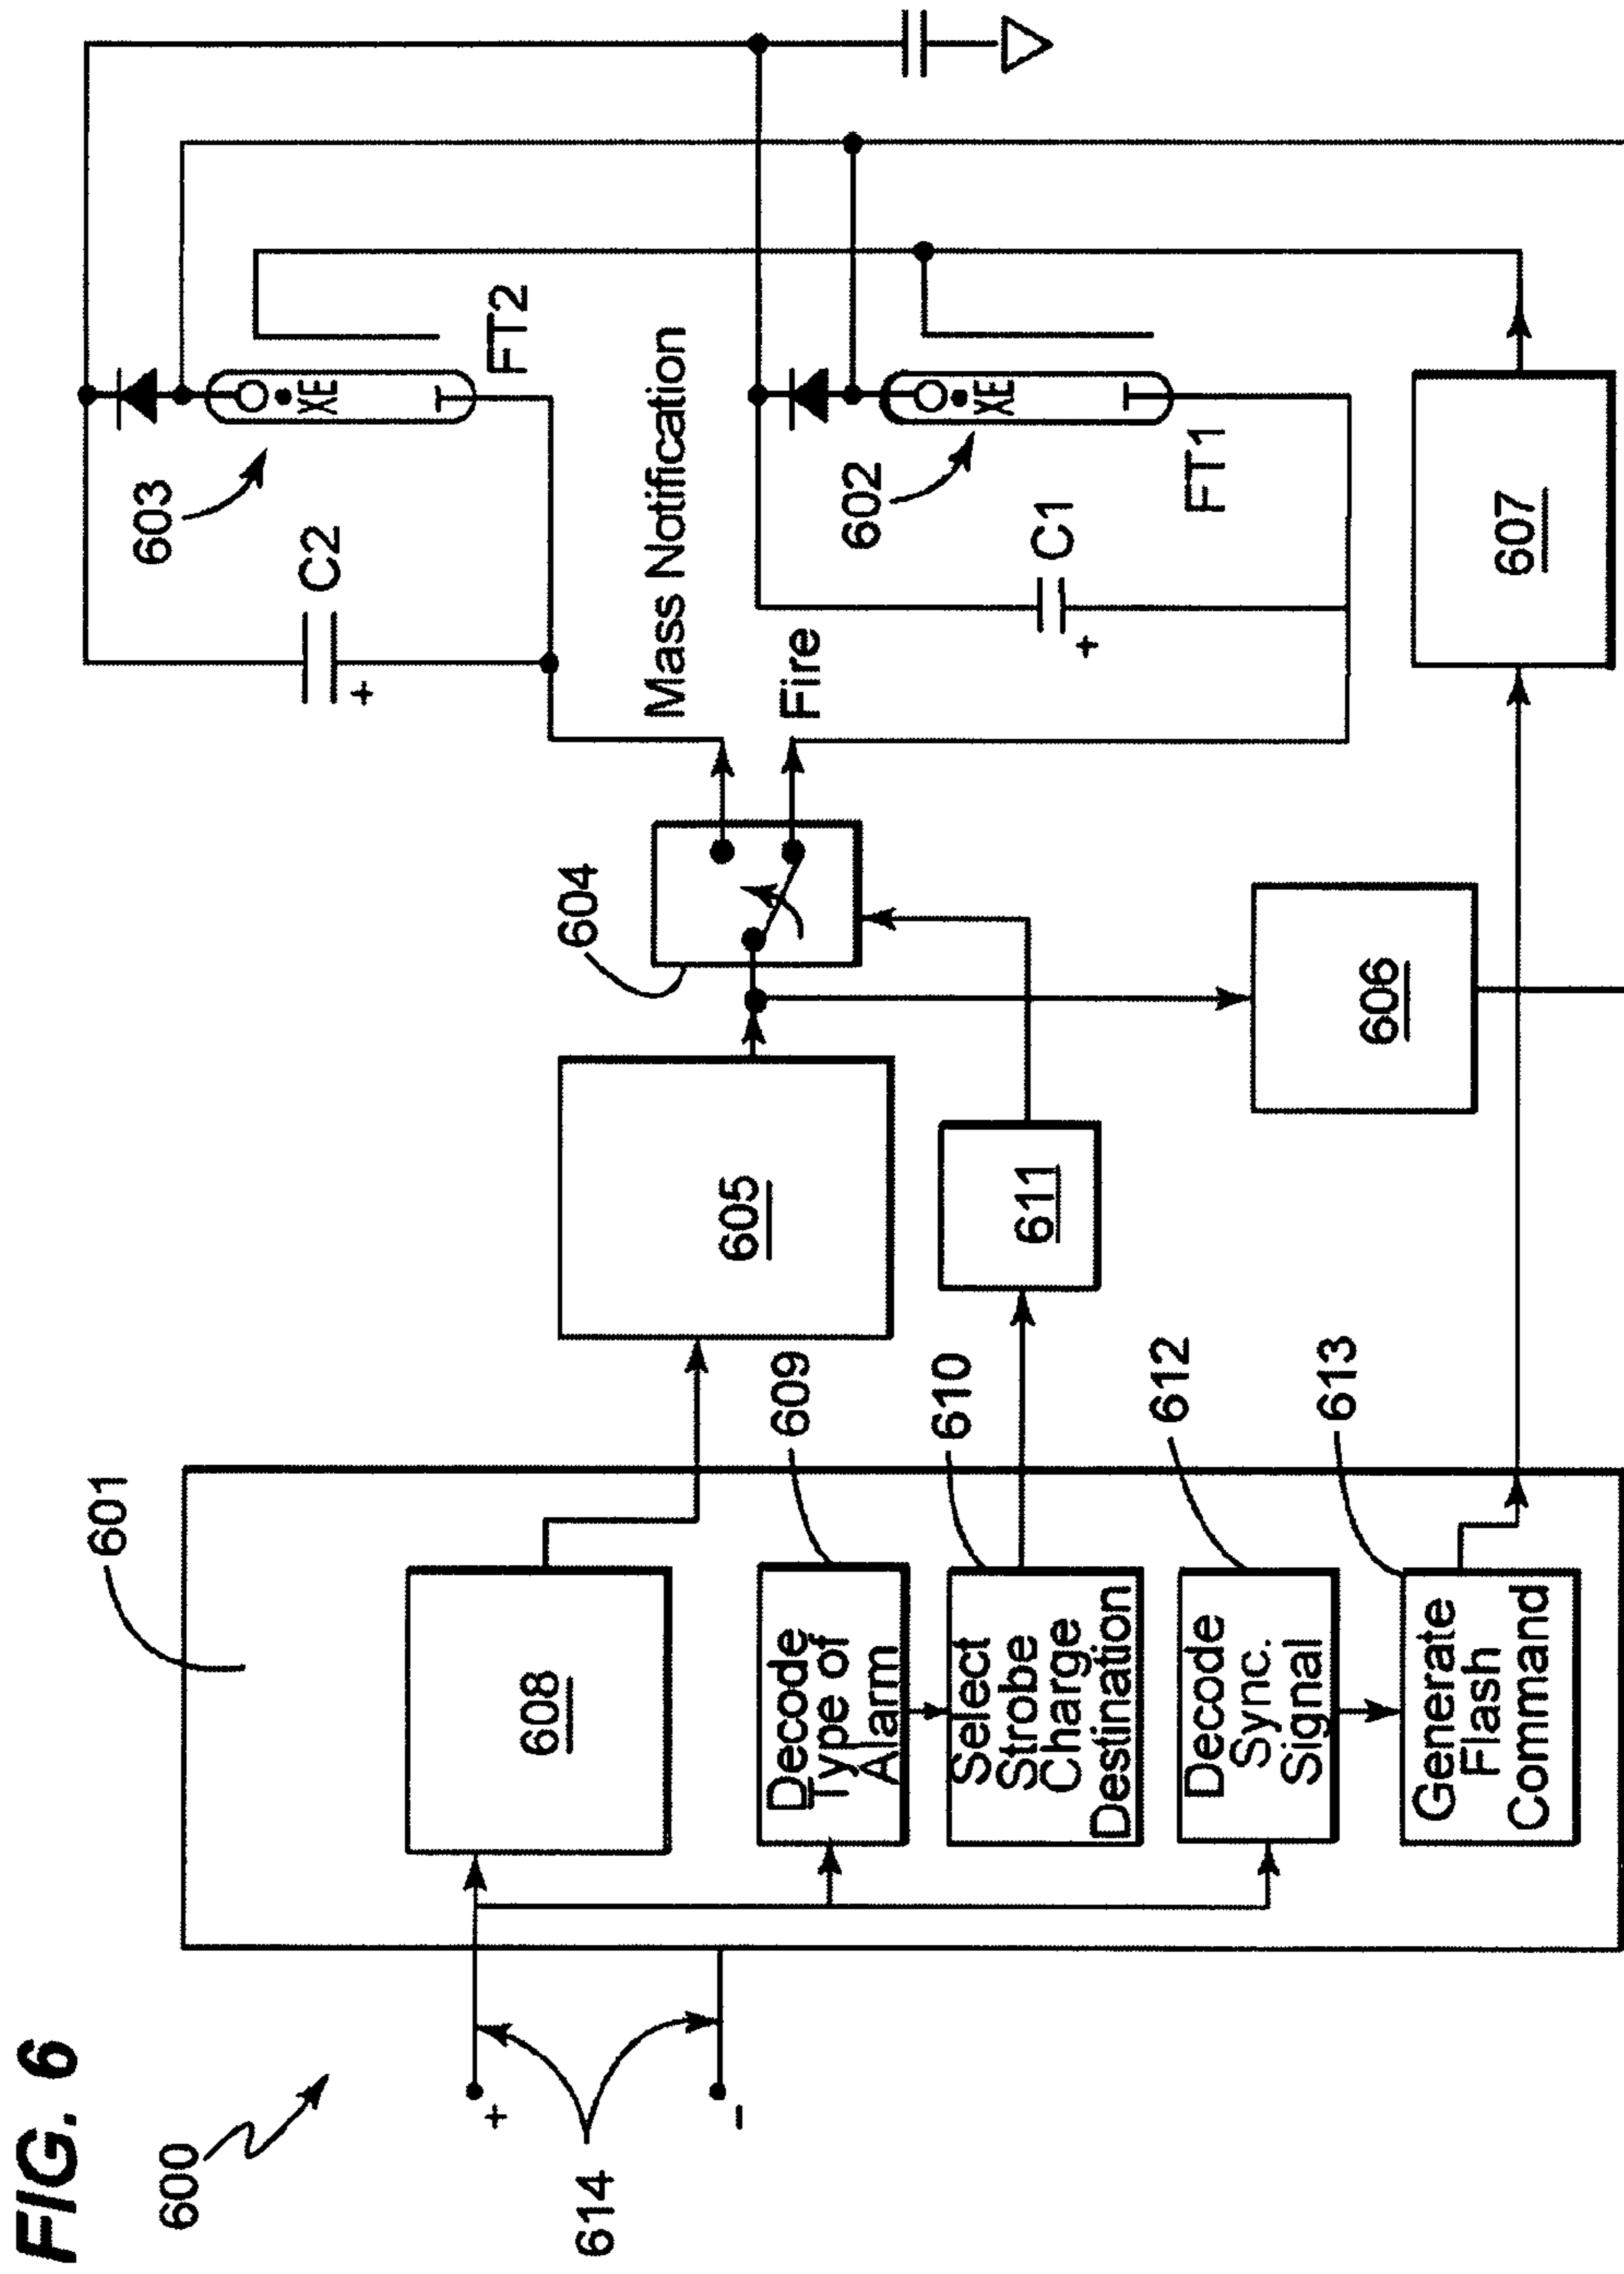 FIG. 6
600
614
+
-
601
608
Decode
Type of
Alarm
609
Select
Strobe
Charge
Destination
610
Decode
Sync.
Signal
612
Generate
Flash
Command
613
605
611
604
606
Mass Notification
Fire
603
C2
+
XE
FT2
602
C1
+
XE
FT1
607